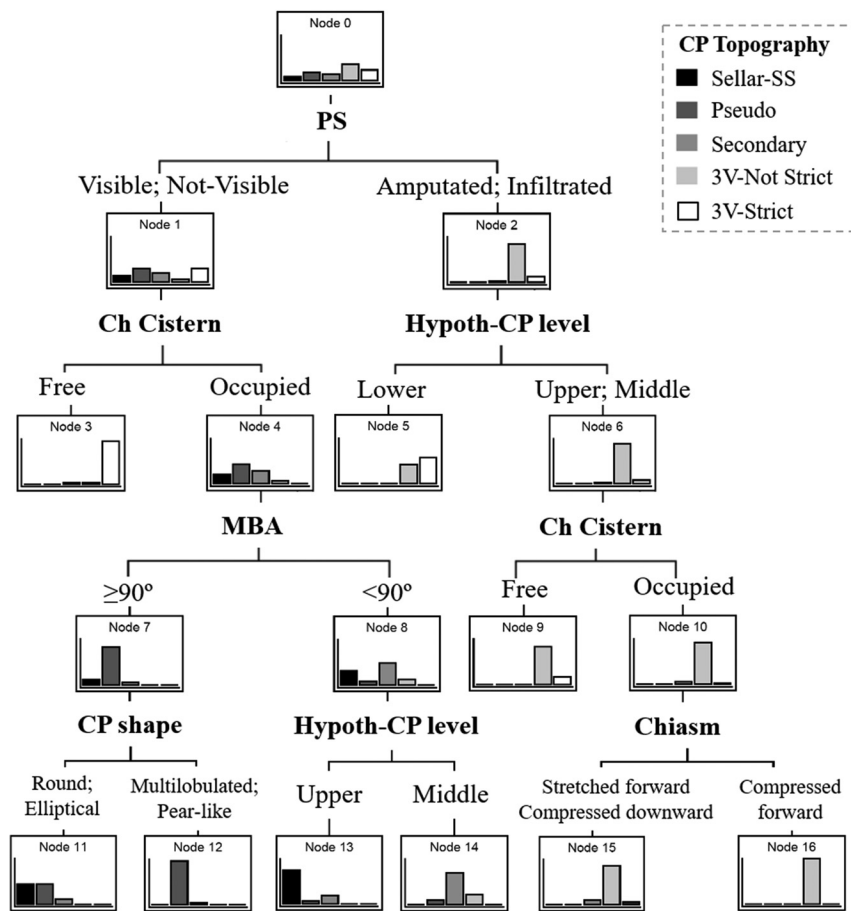 Node 0
CP Topography
Sellar-SS
Pseudo
Secondary
3V-Not Strict
3V-Strict
PS
Visible; Not-Visible
Amputated; Infiltrated
Node 1
Node 2
Ch Cistern
Hypoth-CP level
Free
Occupied
Lower
Upper; Middle
Node 3
Node 4
Node 5
Node 6
MBA
Ch Cistern
≥90º
<90º
Free
Occupied
Node 7
Node 8
Node 9
Node 10
CP shape
Hypoth-CP level
Chiasm
Round;
Elliptical
Multilobulated;
Pear-like
Upper
Middle
Stretched forward
Compressed downward
Compressed
forward
Node 11
Node 12
Node 13
Node 14
Node 15
Node 16